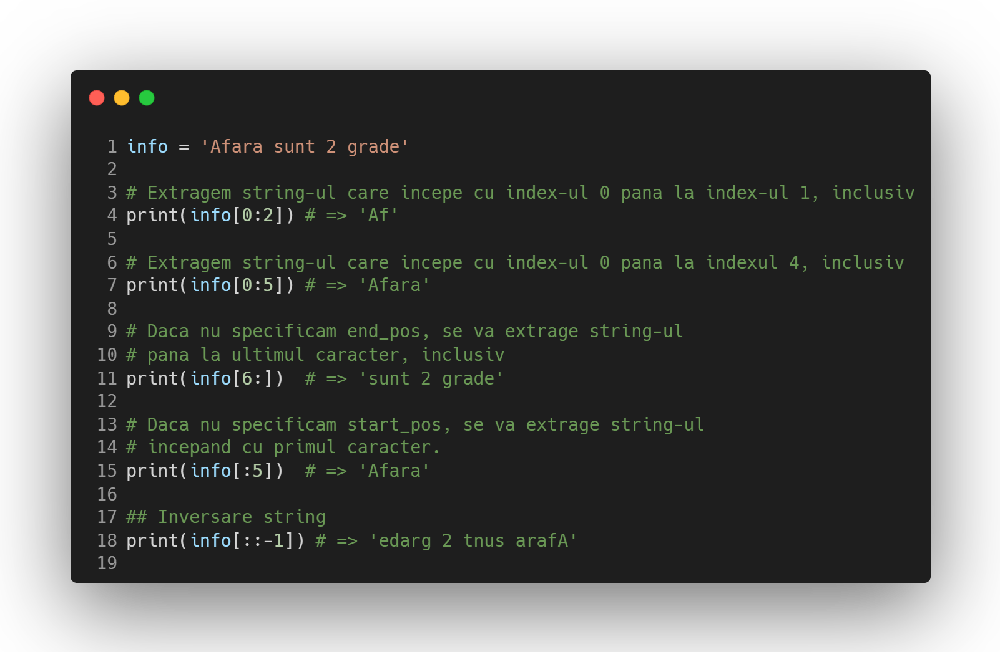 1 info = 'Afara sunt 2 grade'
2
3 # Extragem string-ul care incepe cu index-ul 0 pana la index-ul 1, inclusiv
4 print(info[0:2]) # => 'Af'
5
6 # Extragem string-ul care incepe cu index-ul 0 pana la indexul 4, inclusiv
7 print(info[0:5]) # => 'Afara'
8
9 # Daca nu specificam end_pos, se va extrage string-ul
10 # pana la ultimul caracter, inclusiv
11 print(info[6:])  # => 'sunt 2 grade'
12
13 # Daca nu specificam start_pos, se va extrage string-ul
14 # incepand cu primul caracter.
15 print(info[:5])  # => 'Afara'
16
17 ## Inversare string
18 print(info[::-1]) # => 'edarg 2 tnus arafA'
19